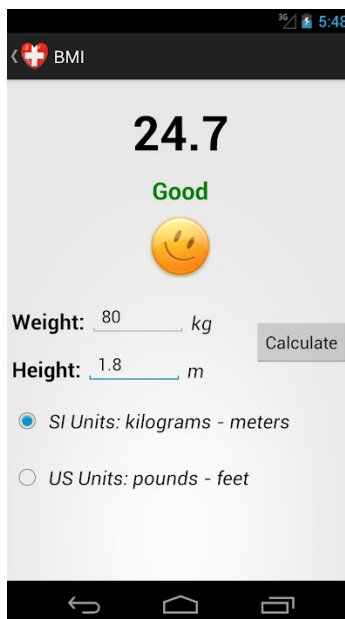 3G 5:48
BMI
24.7
Good
Weight: 80 kg
Calculate
Height: 1.8 m
SI Units: kilograms - meters
US Units: pounds - feet